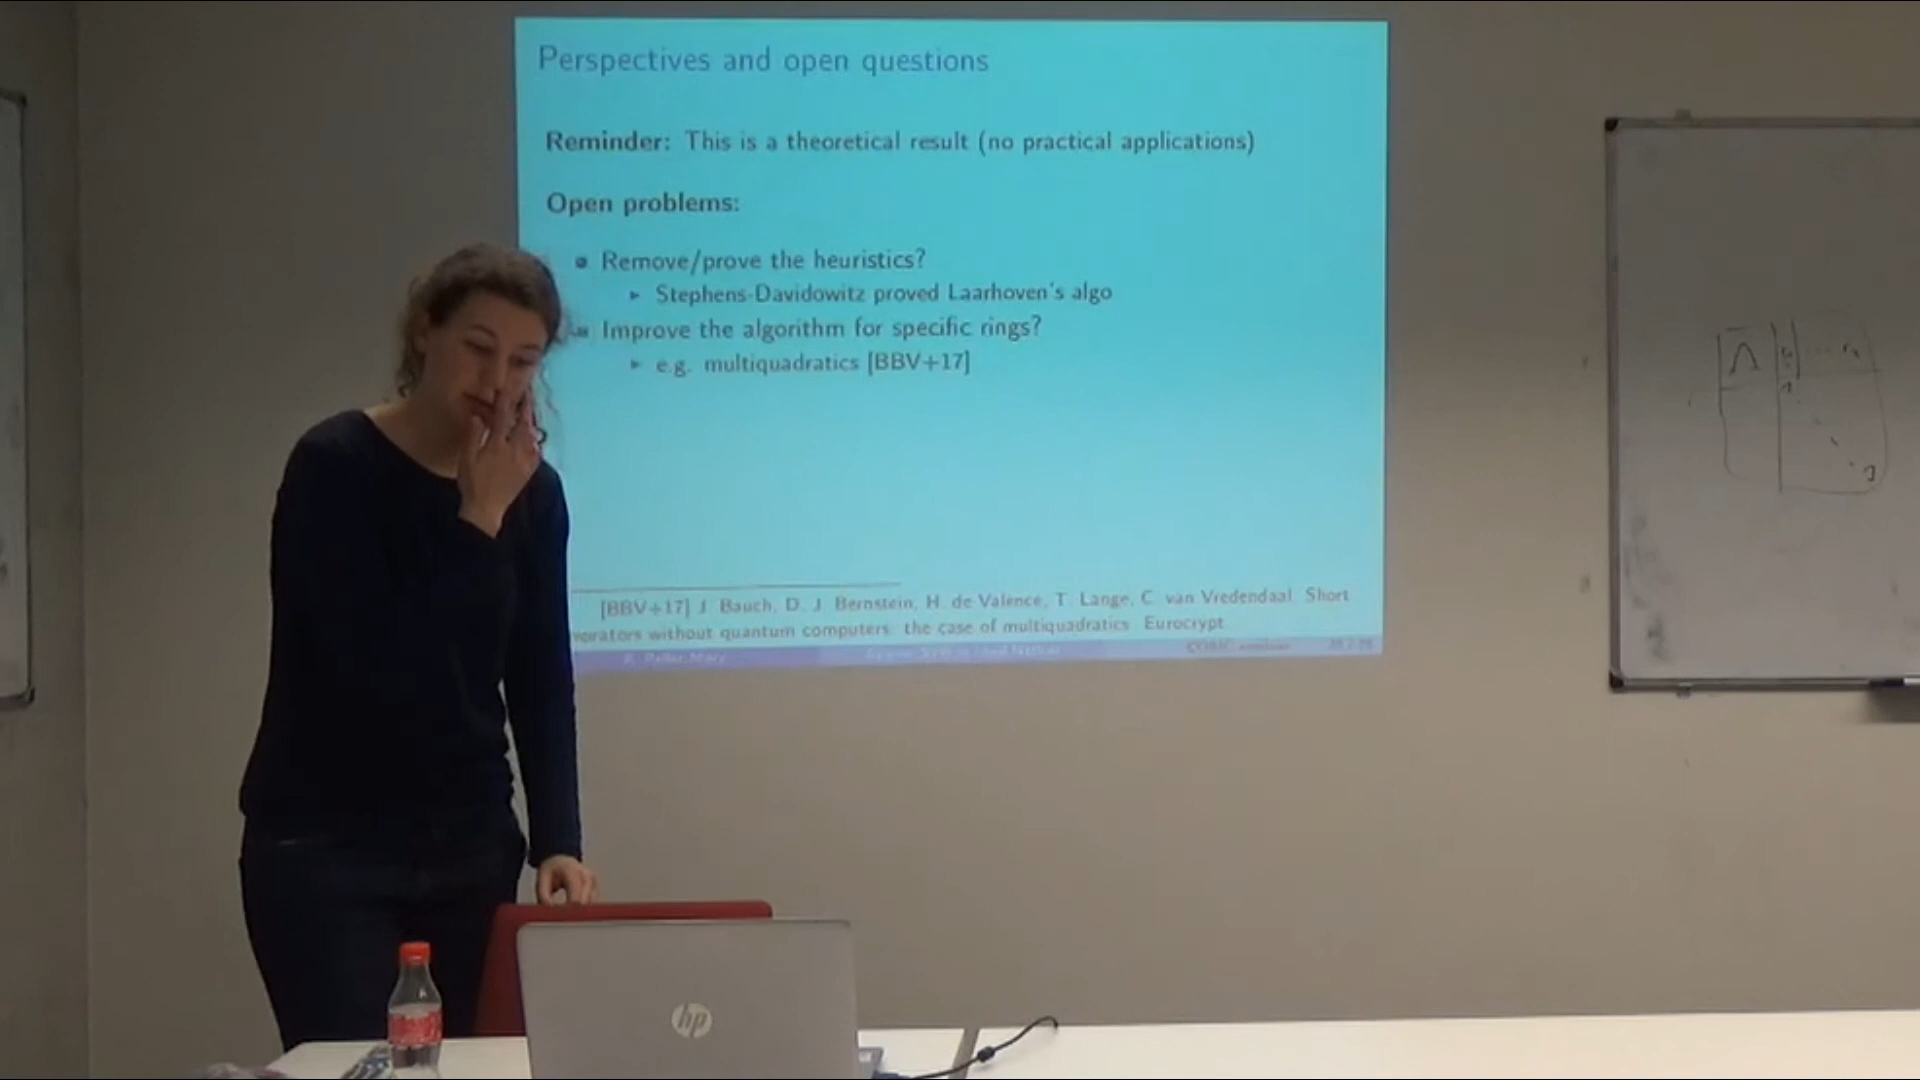 Perspectives and open questions
Reminder: This is a theoretical result (no practical applications)
Open problems:
Remove/prove the heuristics?
Stephens-Davidowitz proved Laarhoven's algo
Improve the algorithm for specific rings?
e.g. multiquadratics [BBV+17]
[BBV+17] J. Bauch, D. J. Bernstein, H. de Valence, T. Lange, C. van Vredendaal. Short
without quantum computers: the case of multiquadratics. Eurocrypt
COSIC seminar
Λ
hp